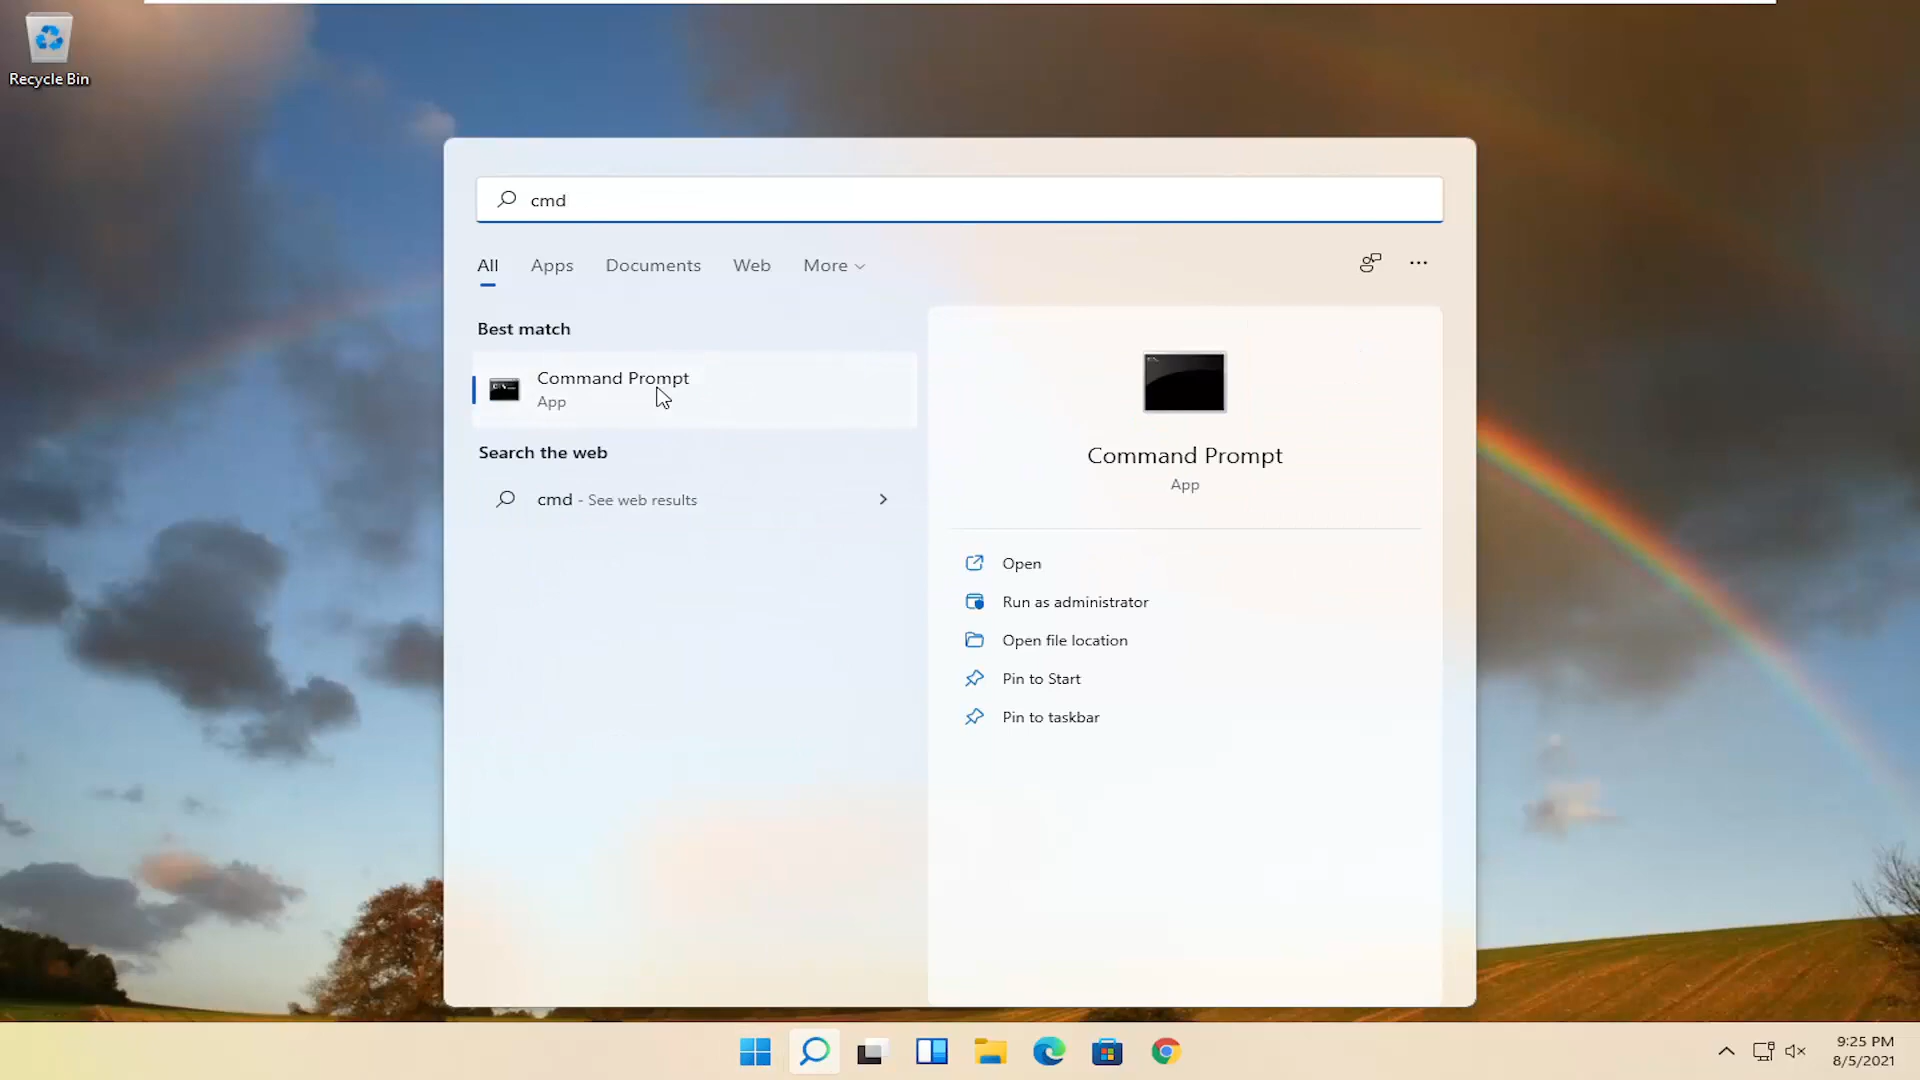 Recycle Bin
cmd
All Apps Documents Web More
Best match
Command Prompt
App
Search the web
cmd - See web results
Command Prompt
App
Open
Run as administrator
Open file location
Pin to Start
Pin to taskbar
9:25 PM
8/5/2021